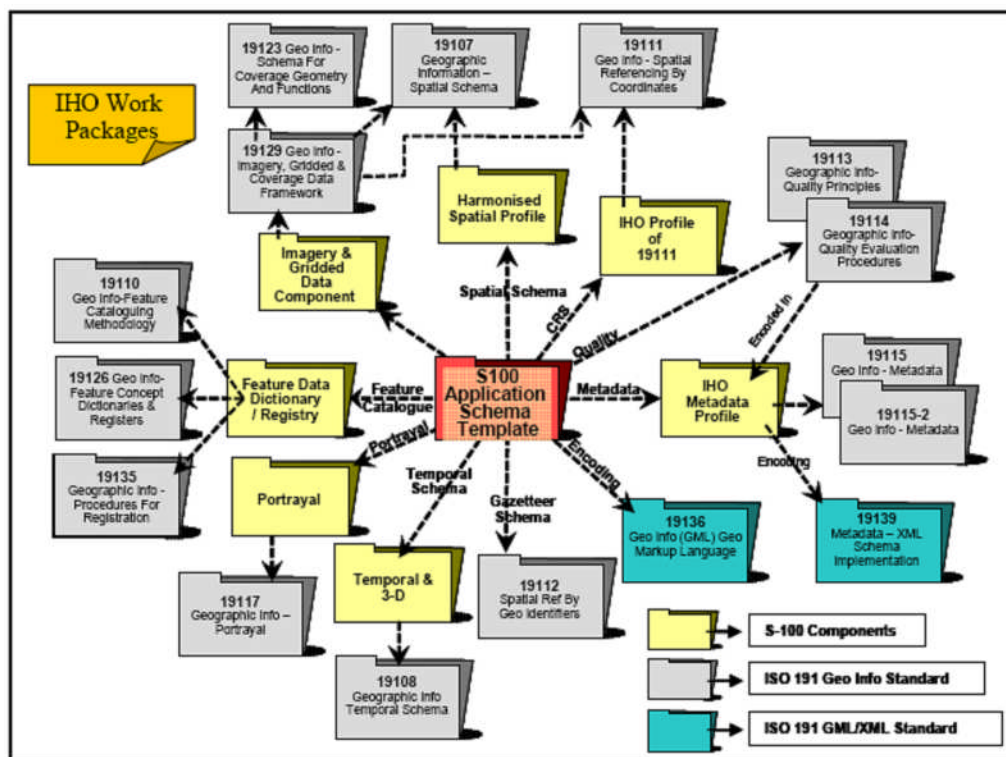 IHO Work
Packages
19123 Geo Info -
Schema For
Coverage Geometry
And Functions
19107
Geographic
Information –
Spatial Schema
19111
Geo Info - Spatial
Referencing By
Coordinates
19129 Geo Info -
Imagery, Gridded &
Coverage Data
Framework
Harmonised
Spatial Profile
IHO Profile
of
19111
19113
Geographic Info-
Quality Principles
19114
Geographic Info-
Quality Evaluation
Procedures
Imagery &
Gridded Data
Component
Spatial Schema
CRS
Quality
Encoded In
19110
Geo Info-Feature
Cataloguing
Methodology
19126 Geo Info-
Feature Concept
Dictionaries &
Registers
19135
Geographic Info -
Procedures For
Registration
Feature Data
Dictionary
/ Registry
Feature
Catalogue
S100
Application
Schema
Template
Metadata
IHO
Metadata
Profile
19115
Geo Info - Metadata
19115-2
Geo Info - Metadata
Portrayal
Temporal
Schema
Gazetteer
Schema
Encoding
Encoding
Portrayal
19117
Geographic Info –
Portrayal
Temporal &
3-D
19108
Geographic Info
Temporal Schema
19112
Spatial Ref By
Geo Identifiers
19136
Geo Info (GML) Geo
Markup Language
19139
Metadata – XML
Schema
Implementation
S-100 Components
ISO 191 Geo Info Standard
ISO 191 GML/XML Standard